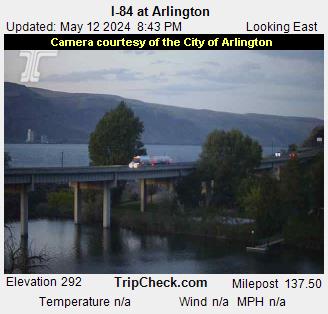 I-84 at Arlington
Updated: May 12 2024 8:43 PM Looking East
Camera courtesy of the City of Arlington
Elevation 292 TripCheck.com Milepost 137.50
Temperature n/a Wind n/a MPH n/a